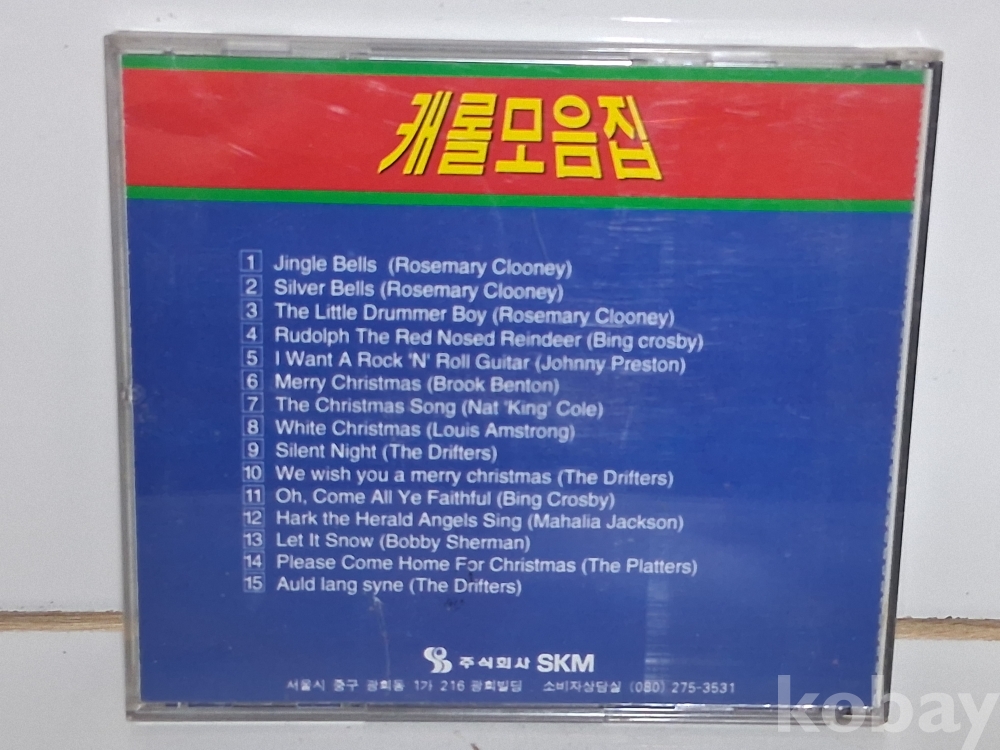 캐롤모음집
1 Jingle Bells (Rosemary Clooney)
2 Silver Bells (Rosemary Clooney)
3 The Little Drummer Boy (Rosemary Clooney)
4 Rudolph The Red Nosed Reindeer (Bing crosby)
5 I Want A Rock 'N' Roll Guitar (Johnny Preston)
6 Merry Christmas (Brook Benton)
7 The Christmas Song (Nat 'King' Cole)
8 White Christmas (Louis Amstrong)
9 Silent Night (The Drifters)
10 We wish you a merry christmas (The Drifters)
11 Oh, Come All Ye Faithful (Bing Crosby)
12 Hark the Herald Angels Sing (Mahalia Jackson)
13 Let It Snow (Bobby Sherman)
14 Please Come Home For Christmas (The Platters)
15 Auld lang syne (The Drifters)
주식회사 SKM
서울시 중구 광희동 1가 216 광희빌딩 소비자상담실 (080) 275-3531
kobay